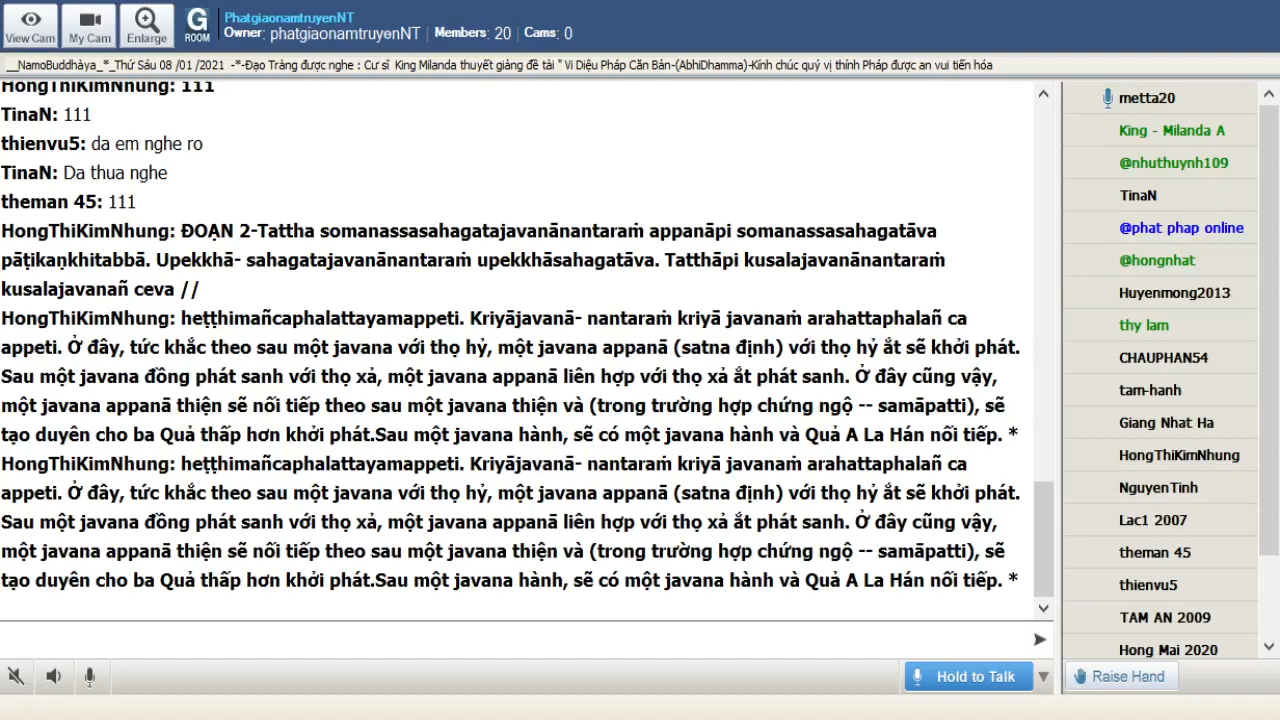 View Cam
My Cam
Enlarge
G
ROOM
PhatgiaonamtruyenNT
Owner: phatgiaonamtruyenNT | Members: 20 | Cams: 0
__NamoBuddhàya_*_Thứ Sáu 08 /01 /2021 -*-Đạo Tràng được nghe : Cư sĩ King Milanda thuyết giảng đề tài " Vi Diệu Pháp Căn Bản-(AbhiDhamma)-Kính chúc quý vị thính Pháp được an vui tiến hóa
HongThiKimNhung: 111
TinaN: 111
thienvu5: da em nghe ro
TinaN: Da thua nghe
theman 45: 111
HongThiKimNhung: ĐOẠN 2-Tattha somanassasahagatajavanānantaraṁ appanāpi somanassasahagatāva
pāṭikaṇkhitabbā. Upekkhā- sahagatajavanānantaraṁ upekkhāsahagatāva. Tatthāpi kusalajavanānantaraṁ
kusalajavanañ ceva //
HongThiKimNhung: heṭṭhimañcaphalattayamappeti. Kriyājavanā- nantaraṁ kriyā javanaṁ arahattaphalañ ca
appeti. Ở đây, tức khắc theo sau một javana với thọ hỷ, một javana appanā (satna định) với thọ hỷ ắt sẽ khởi phát.
Sau một javana đồng phát sanh với thọ xả, một javana appanā liên hợp với thọ xả ắt phát sanh. Ở đây cũng vậy,
một javana appanā thiện sẽ nối tiếp theo sau một javana thiện và (trong trường hợp chứng ngộ -- samāpatti), sẽ
tạo duyên cho ba Quả thấp hơn khởi phát.Sau một javana hành, sẽ có một javana hành và Quả A La Hán nối tiếp. *
HongThiKimNhung: heṭṭhimañcaphalattayamappeti. Kriyājavanā- nantaraṁ kriyā javanaṁ arahattaphalañ ca
appeti. Ở đây, tức khắc theo sau một javana với thọ hỷ, một javana appanā (satna định) với thọ hỷ ắt sẽ khởi phát.
Sau một javana đồng phát sanh với thọ xả, một javana appanā liên hợp với thọ xả ắt phát sanh. Ở đây cũng vậy,
một javana appanā thiện sẽ nối tiếp theo sau một javana thiện và (trong trường hợp chứng ngộ -- samāpatti), sẽ
tạo duyên cho ba Quả thấp hơn khởi phát.Sau một javana hành, sẽ có một javana hành và Quả A La Hán nối tiếp. *
metta20
King - Milanda A
@nhuthuynh109
TinaN
@phat phap online
@hongnhat
Huyenmong2013
thy lam
CHAUPHAN54
tam-hanh
Giang Nhat Ha
HongThiKimNhung
NguyenTinh
Lac1 2007
theman 45
thienvu5
TAM AN 2009
Hong Mai 2020
Hold to Talk
Raise Hand